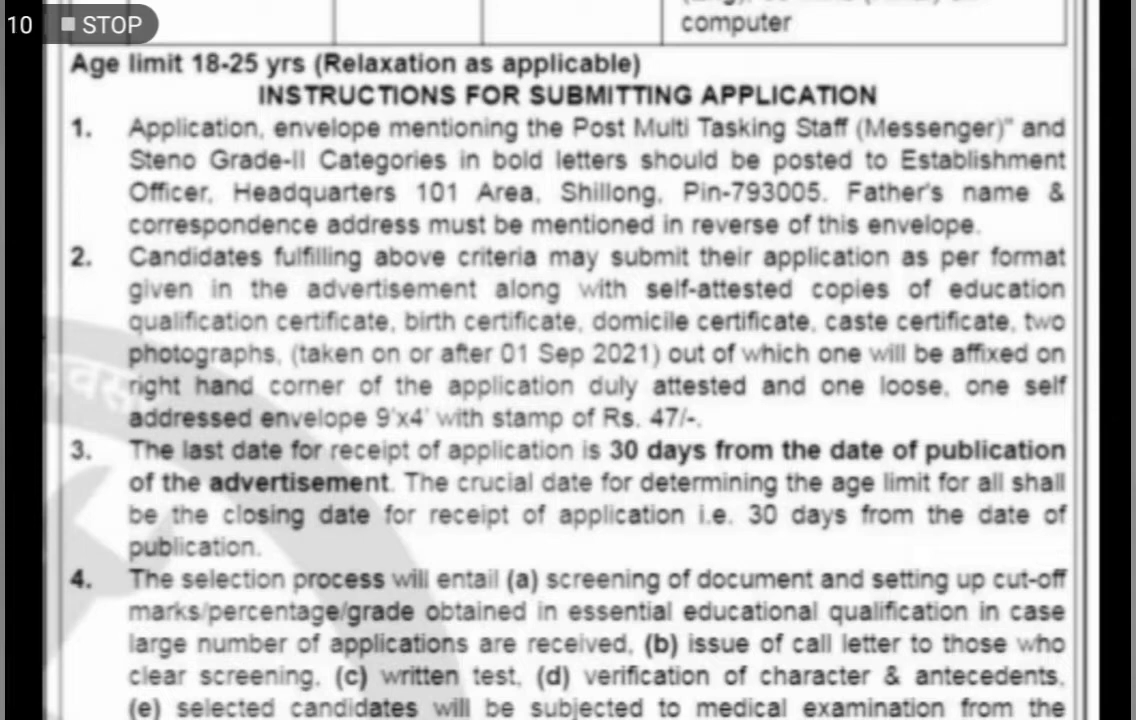 10 STOP
computer
Age limit 18-25 yrs (Relaxation as applicable)
INSTRUCTIONS FOR SUBMITTING APPLICATION
1. Application, envelope mentioning the Post Multi Tasking Staff (Messenger)" and
Steno Grade-II Categories in bold letters should be posted to Establishment
Officer, Headquarters 101 Area, Shillong, Pin-793005. Father's name &
correspondence address must be mentioned in reverse of this envelope.
2. Candidates fulfilling above criteria may submit their application as per format
given in the advertisement along with self-attested copies of education
qualification certificate, birth certificate, domicile certificate, caste certificate, two
photographs, (taken on or after 01 Sep 2021) out of which one will be affixed on
right hand corner of the application duly attested and one loose, one self
addressed envelope 9'x4' with stamp of Rs. 47/-.
3. The last date for receipt of application is 30 days from the date of publication
of the advertisement. The crucial date for determining the age limit for all shall
be the closing date for receipt of application i.e. 30 days from the date of
publication.
4. The selection process will entail (a) screening of document and setting up cut-off
marks/percentage/grade obtained in essential educational qualification in case
large number of applications are received, (b) issue of call letter to those who
clear screening, (c) written test, (d) verification of character & antecedents,
(e) selected candidates will be subjected to medical examination from the